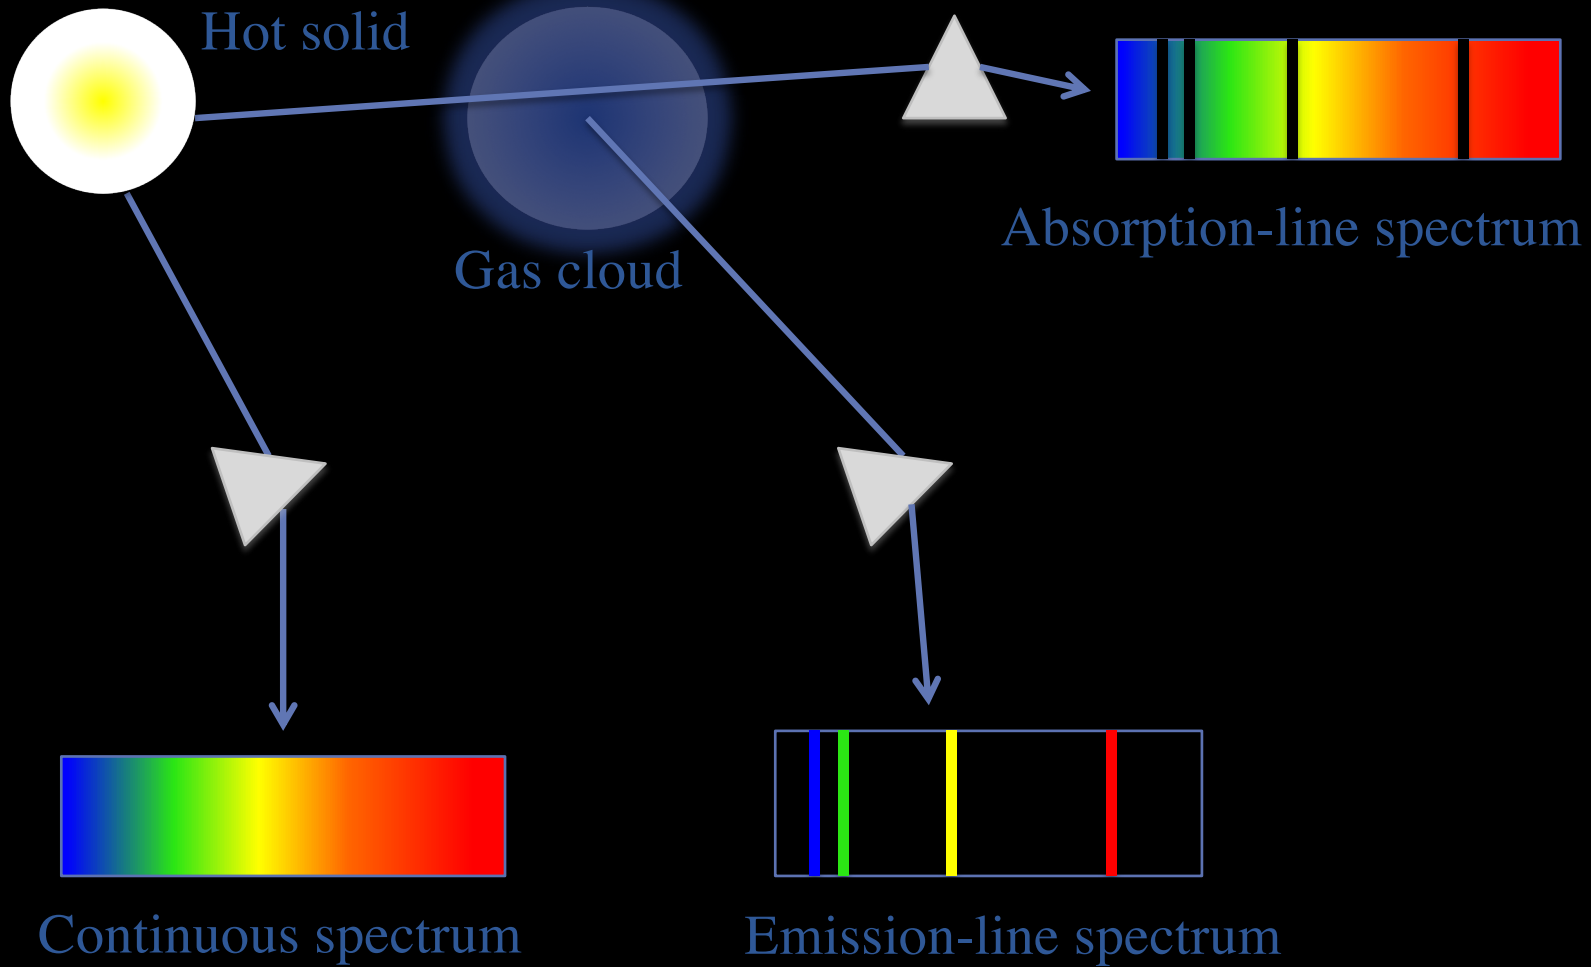 Hot solid
Gas cloud
Absorption-line spectrum
Continuous spectrum
Emission-line spectrum